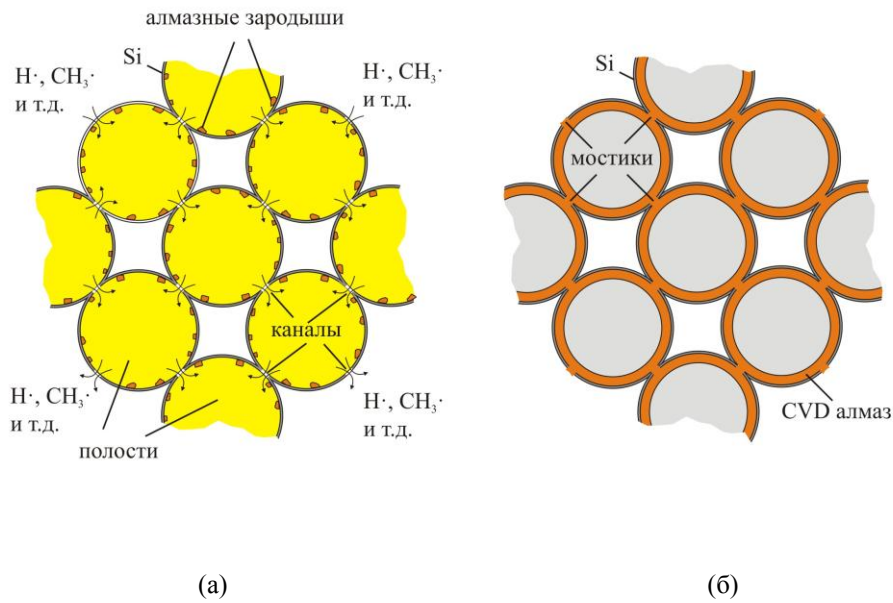 алмазные зародыши
Si
H·, CH₃·
и т.д.
H·, CH₃·
и т.д.
каналы
H·, CH₃·
и т.д.
H·, CH₃·
и т.д.
полости
(а)
Si
мостики
CVD алмаз
(б)